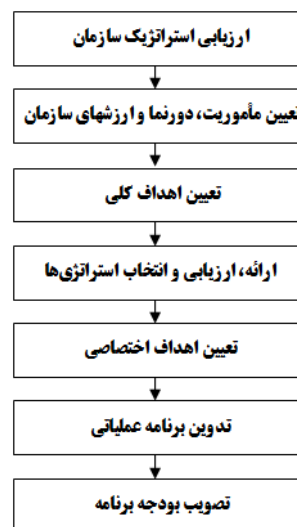 ارزیابی استراتژیک سازمان
تعیین مأموریت، دورنما و ارزشهای سازمان
تعیین اهداف کلی
ارائه، ارزیابی و انتخاب استراتژی‌ها
تعیین اهداف اختصاصی
تدوین برنامه عملیاتی
تصویب بودجه برنامه